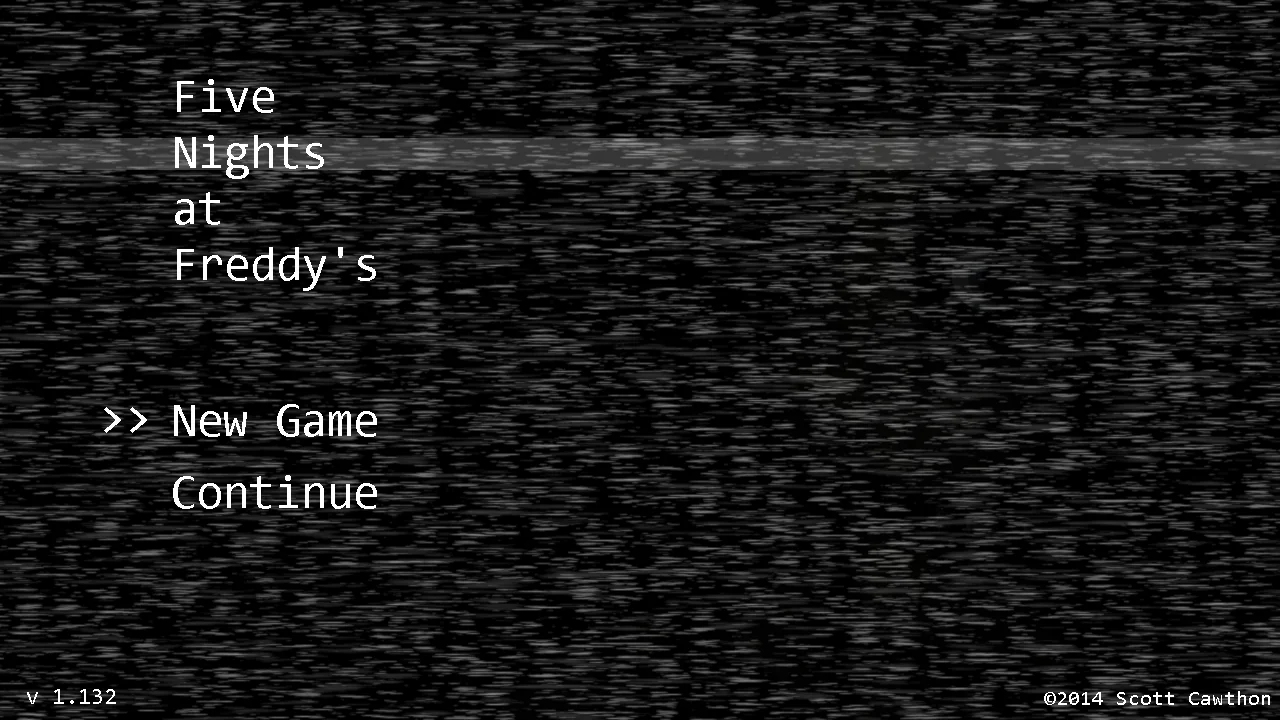 Five
Nights
at
Freddy's
>> New Game
Continue
v 1.132
©2014 Scott Cawthon